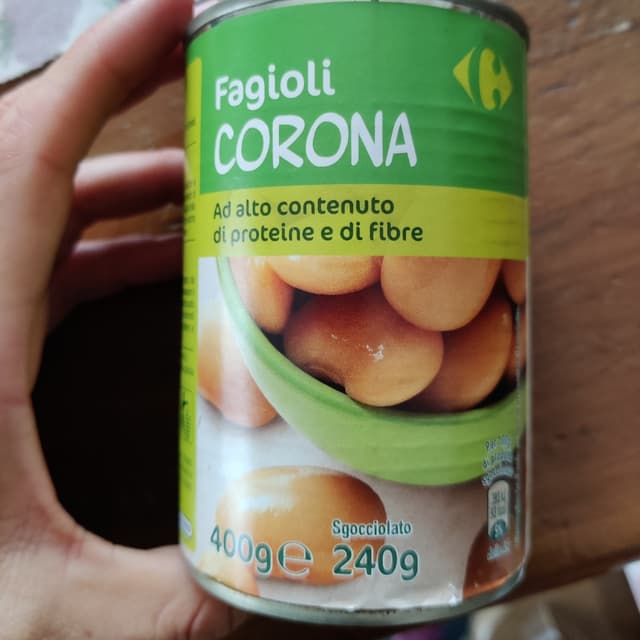 Fagioli
CORONA
Ad alto contenuto
di proteine e di fibre
Sgocciolato
400g e 240g